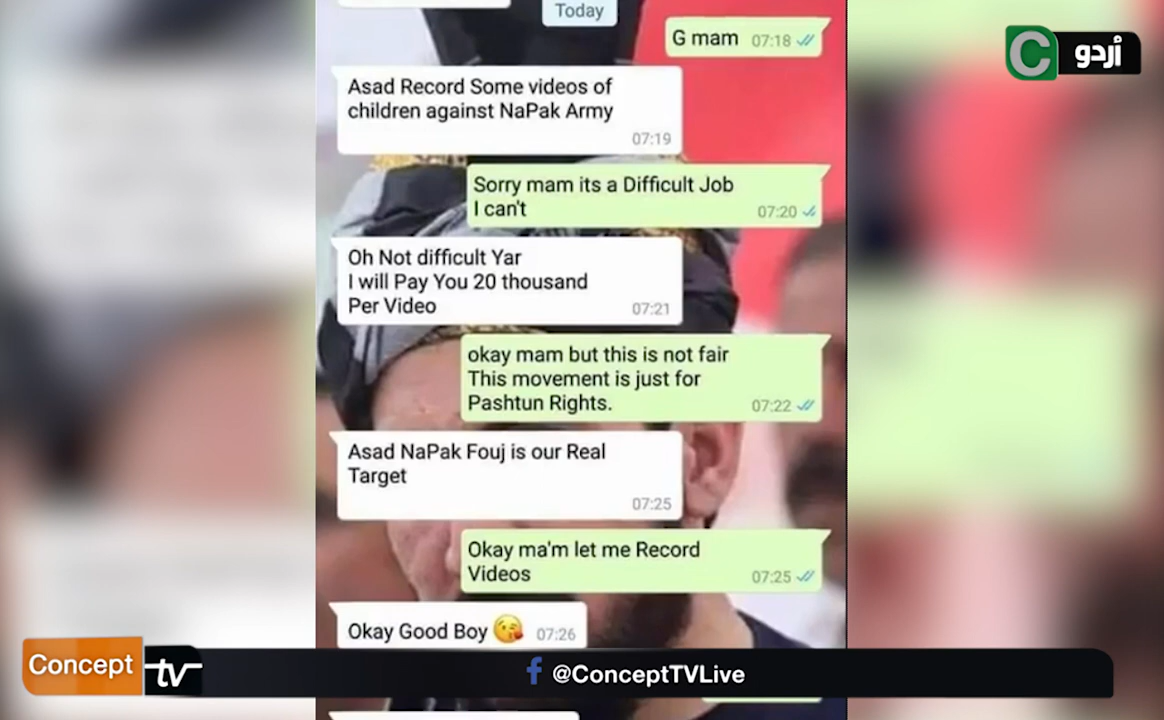 Today
G mam 07:18
Asad Record Some videos of
children against NaPak Army
07:19
Sorry mam its a Difficult Job
I can't
07:20
Oh Not difficult Yar
I will Pay You 20 thousand
Per Video
07:21
okay mam but this is not fair
This movement is just for
Pashtun Rights.
07:22
Asad NaPak Fouj is our Real
Target
07:25
Okay ma'm let me Record
Videos
07:25
Okay Good Boy 😘 07:26
C اُردو
Concept tv
f @ConceptTVLive